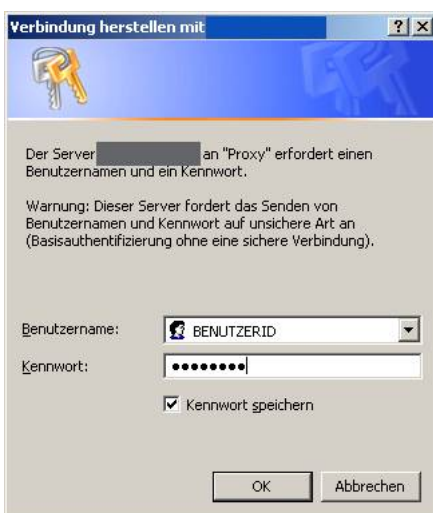 Verbindung herstellen mit
Der Server an "Proxy" erfordert einen
Benutzernamen und ein Kennwort.
Warnung: Dieser Server fordert das Senden von
Benutzernamen und Kennwort auf unsichere Art an
(Basisauthentifizierung ohne eine sichere Verbindung).
Benutzername: BENUTZERID
Kennwort: ●●●●●●●●
Kennwort speichern
OK Abbrechen